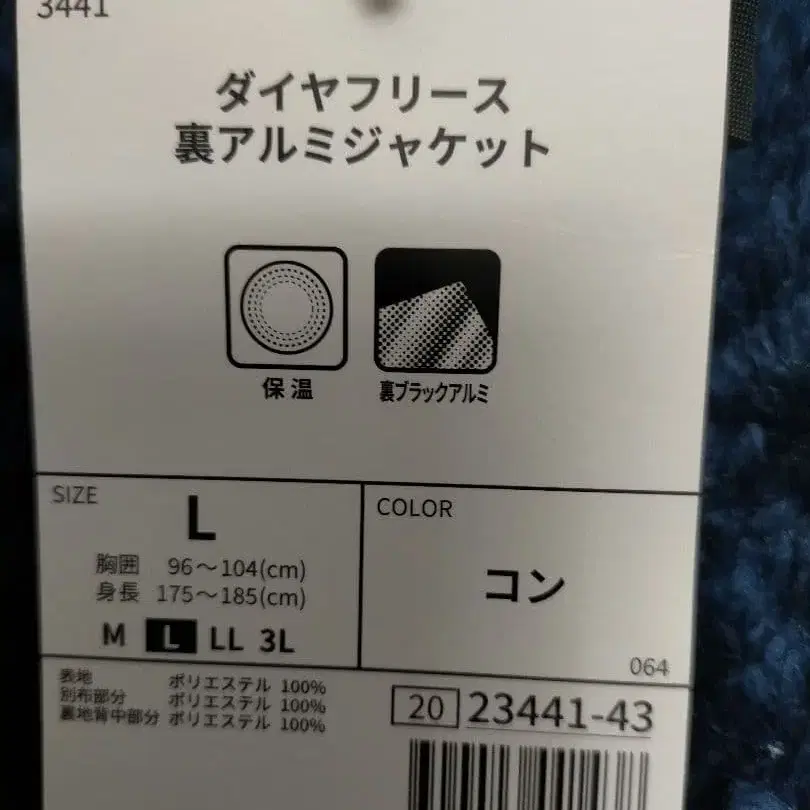 3441
ダイヤフリース
裏アルミジャケット
保温
裏ブラックアルミ
SIZE
L
胸囲 96～104(cm)
身長 175～185(cm)
M L LL 3L
COLOR
コン
064
表地 ポリエステル 100%
別布部分 ポリエステル 100%
裏地背中部分 ポリエステル 100%
20 23441-43